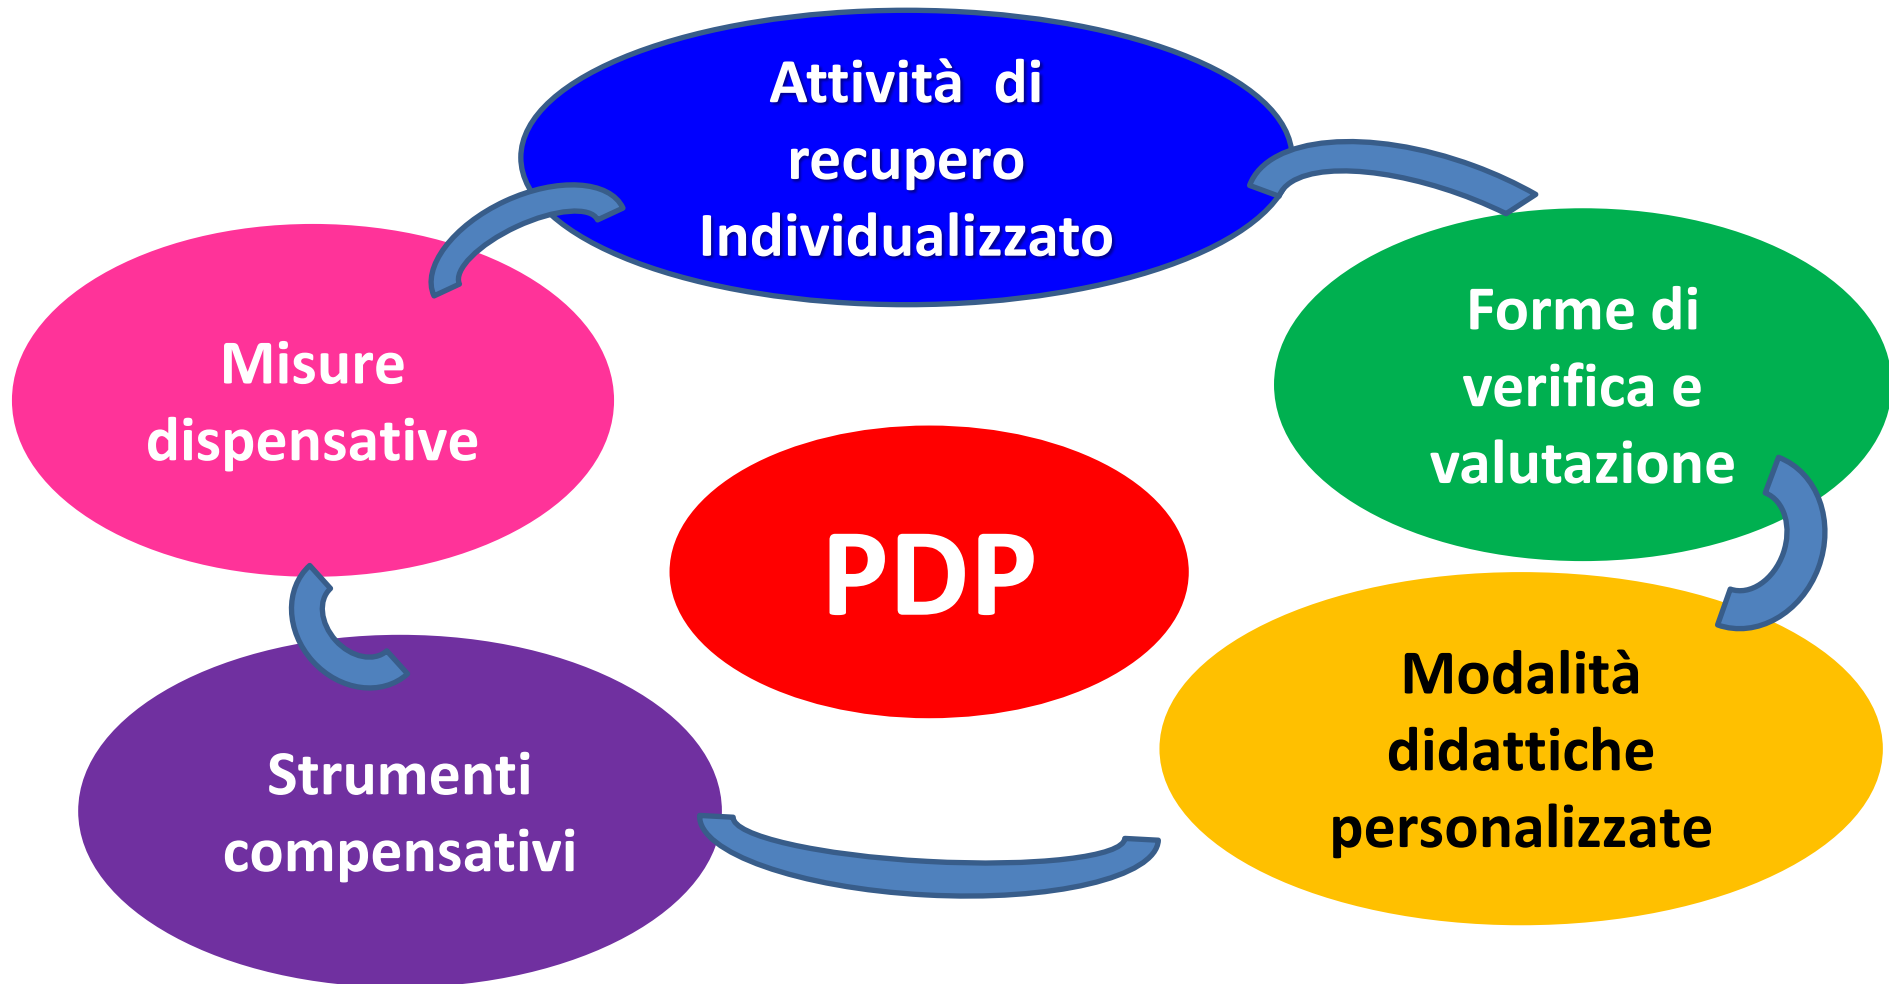 Attività di
recupero
Individualizzato
Misure
dispensative
Forme di
verifica e
valutazione
PDP
Modalità
didattiche
personalizzate
Strumenti
compensativi